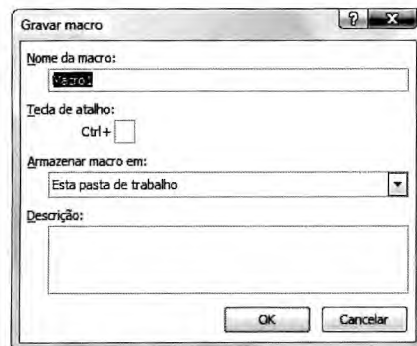 Gravar macro
Nome da macro:
Macro1
Tecla de atalho:
Ctrl+
Armazenar macro em:
Esta pasta de trabalho
Descrição:
OK Cancelar